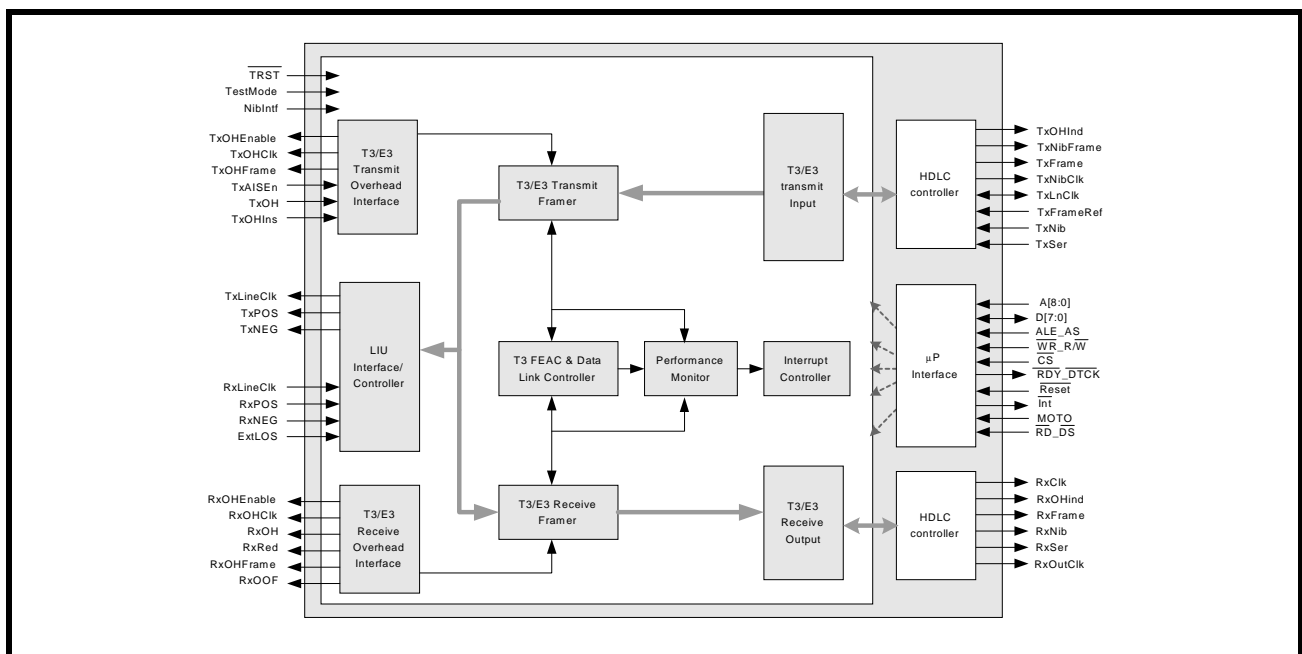 TRST
TestMode
NibIntf
TxOHEnable
TxOHClk
TxOHFrame
TxAISEn
TxOH
TxOHIns
T3/E3
Transmit
Overhead
Interface
T3/E3 Transmit
Framer
T3/E3
transmit
Input
HDLC
controller
TxOHInd
TxNibFrame
TxFrame
TxNibClk
TxLnClk
TxFrameRef
TxNib
TxSer
TxLineClk
TxPOS
TxNEG
RxLineClk
RxPOS
RxNEG
ExtLOS
LIU
Interface/
Controller
T3 FEAC & Data
Link Controller
Performance
Monitor
Interrupt
Controller
μP
Interface
A[8:0]
D[7:0]
ALE_AS
WR_R/W
CS
RDY_DTCK
Reset
Int
MOTO
RD_DS
RxOHEnable
RxOHClk
RxOH
RxRed
RxOHFrame
RxOOF
T3/E3
Receive
Overhead
Interface
T3/E3 Receive
Framer
T3/E3
Receive
Output
HDLC
controller
RxClk
RxOHind
RxFrame
RxNib
RxSer
RxOutClk